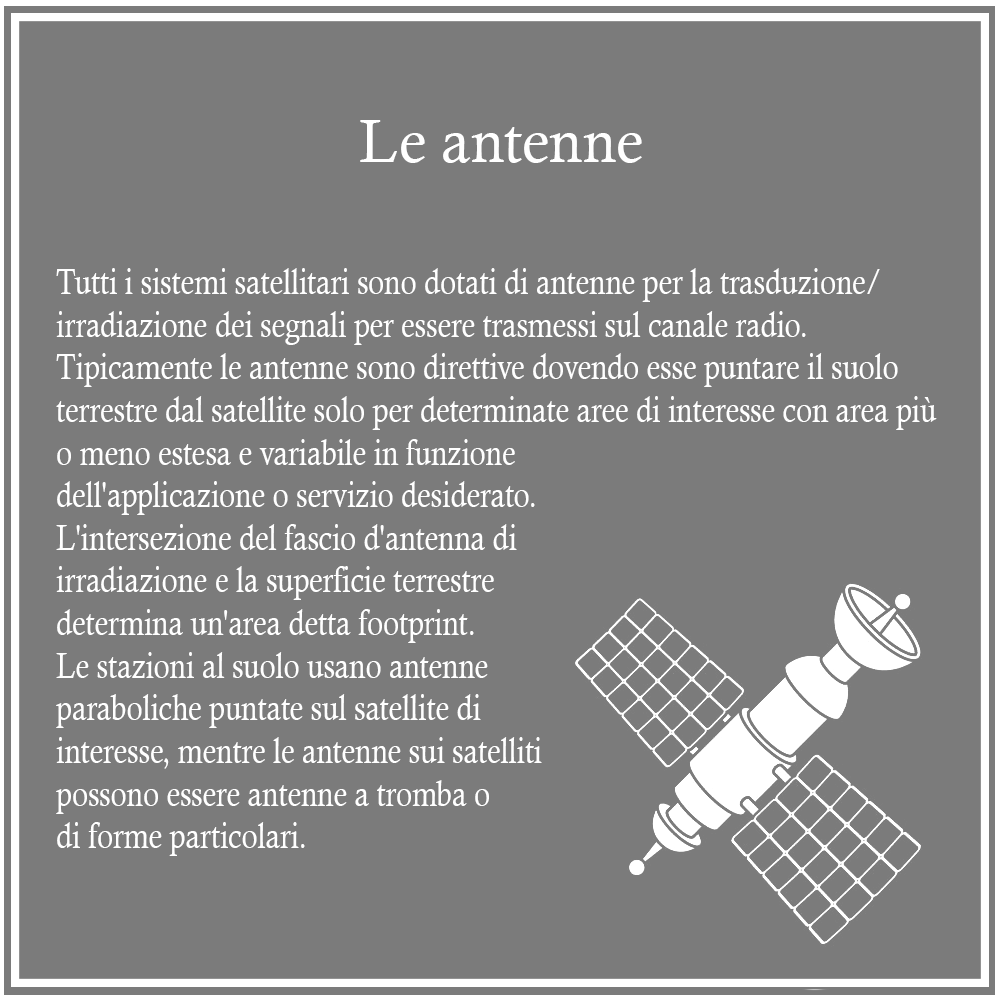 Le antenne
Tutti i sistemi satellitari sono dotati di antenne per la trasduzione/
irradiazione dei segnali per essere trasmessi sul canale radio.
Tipicamente le antenne sono direttive dovendo esse puntare il suolo
terrestre dal satellite solo per determinate aree di interesse con area più
o meno estesa e variabile in funzione
dell'applicazione o servizio desiderato.
L'intersezione del fascio d'antenna di
irradiazione e la superficie terrestre
determina un'area detta footprint.
Le stazioni al suolo usano antenne
paraboliche puntate sul satellite di
interesse, mentre le antenne sui satelliti
possono essere antenne a tromba o
di forme particolari.